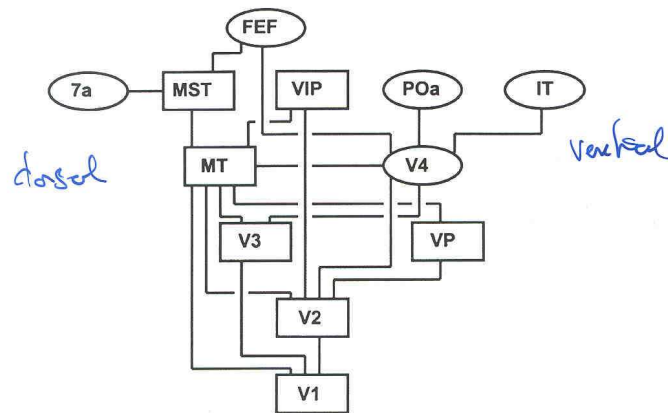 FEF
7a MST VIP POa IT
dorsal MT V4 ventral
V3 VP
V2
V1